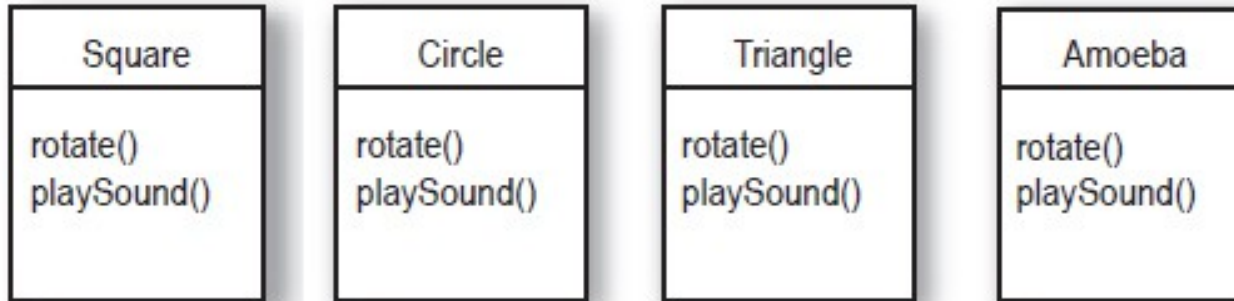 Square
rotate()
playSound()
Circle
rotate()
playSound()
Triangle
rotate()
playSound()
Amoeba
rotate()
playSound()